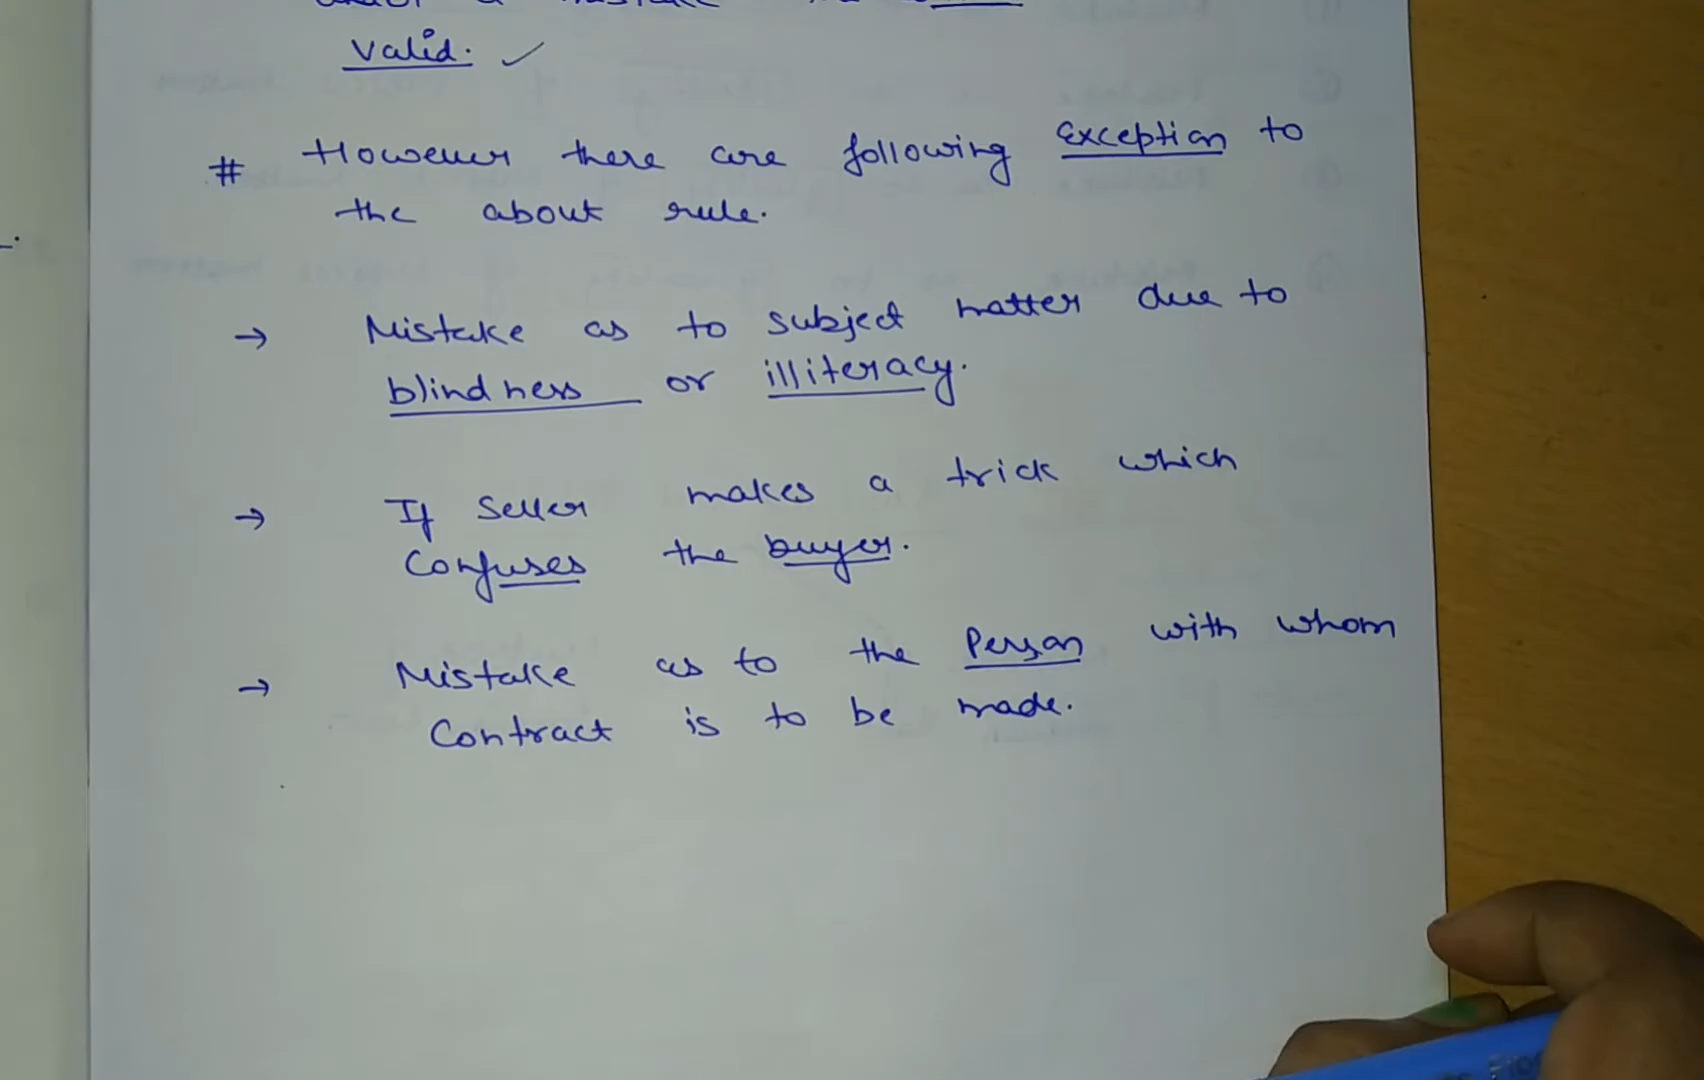 a mistake
valid. ✓
# However there are following Exception to
the about rule.
→ Mistake as to subject matter due to
blindness or illiteracy.
→ If seller makes a trick which
Confuses the buyer.
→ Mistake as to the Person with whom
Contract is to be made.